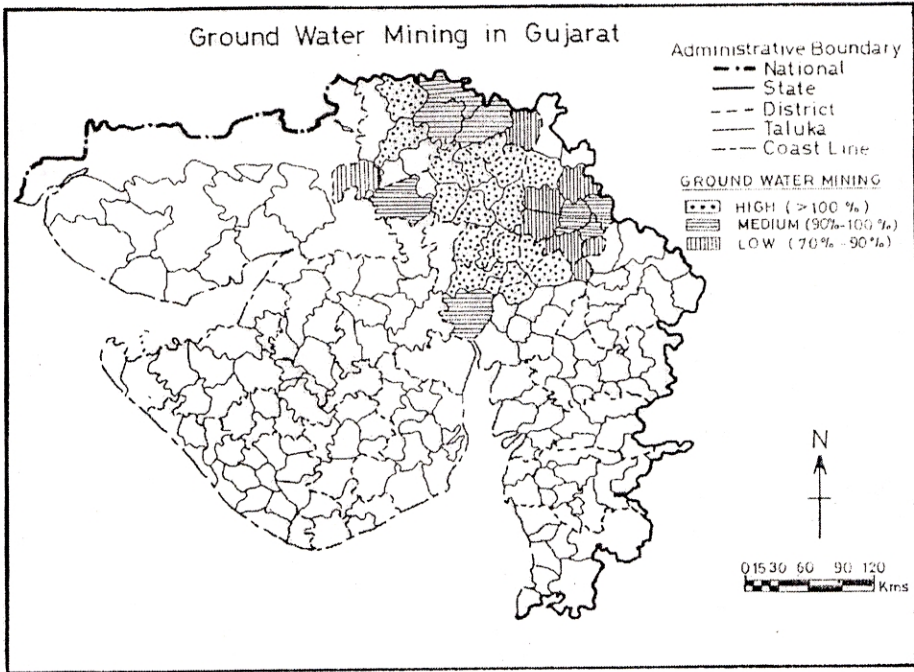 Ground Water Mining in Gujarat
Administrative Boundary
National
State
District
Taluka
Coast Line
GROUND WATER MINING
HIGH (>100 %)
MEDIUM (90%-100 %)
LOW (70% -90 %)
N
0 15 30 60 90 120
Kms